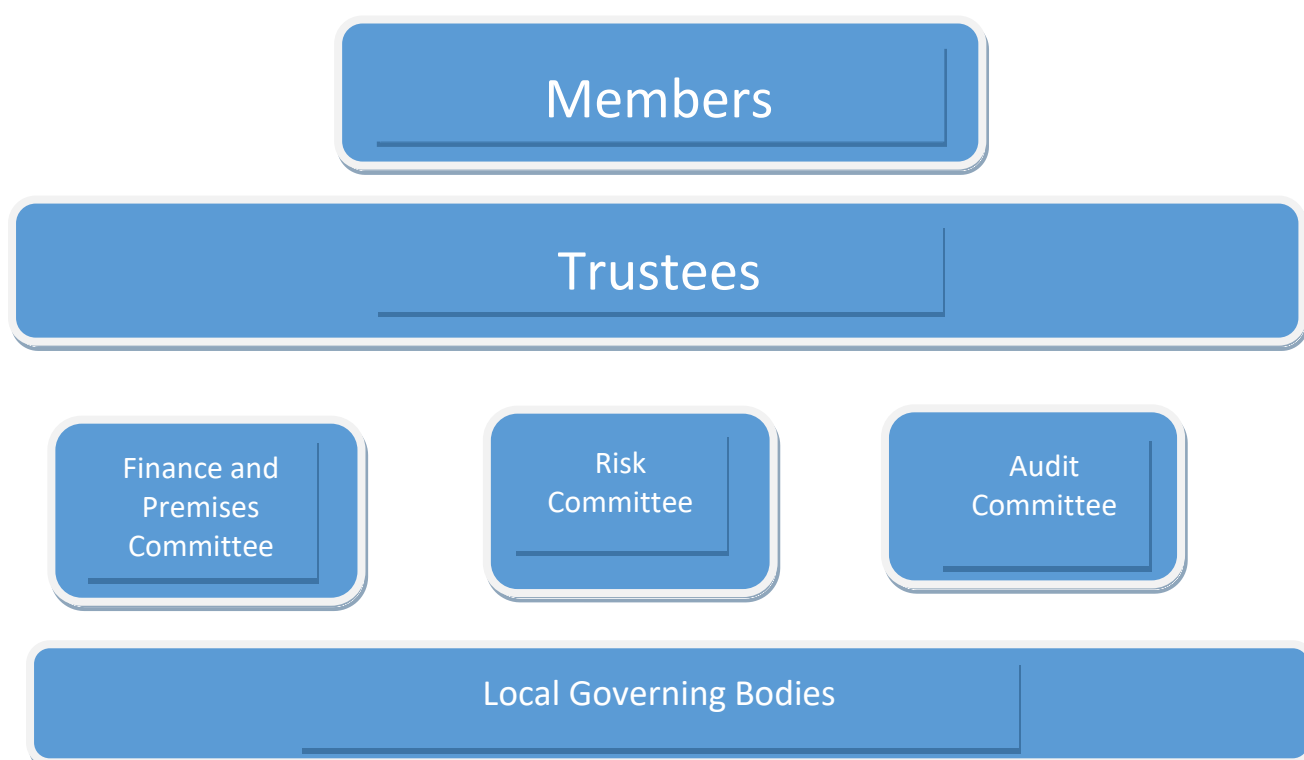 Members
Trustees
Finance and
Premises
Committee
Risk
Committee
Audit
Committee
Local Governing Bodies